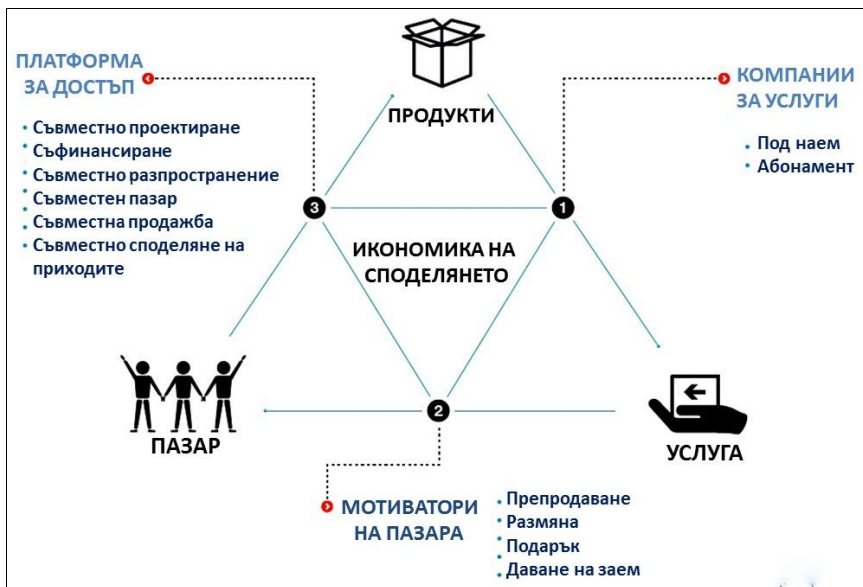 ПЛАТФОРМА
ЗА ДОСТЪП
Съвместно проектиране
Съфинансиране
Съвместно разпространение
Съвместен пазар
Съвместна продажба
Съвместно споделяне на
приходите
ПРОДУКТИ
КОМПАНИИ
ЗА УСЛУГИ
Под наем
Абонамент
3
1
ИКОНОМИКА НА
СПОДЕЛЯНЕТО
2
ПАЗАР
УСЛУГА
МОТИВАТОРИ
НА ПАЗАРА
Препродаване
Размяна
Подарък
Даване на заем